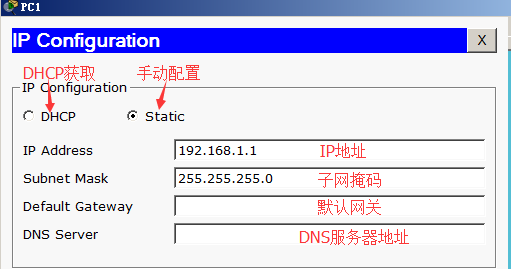 PC1
IP Configuration X
DHCP获取 手动配置
IP Configuration
DHCP Static
IP Address 192.168.1.1 IP地址
Subnet Mask 255.255.255.0 子网掩码
Default Gateway 默认网关
DNS Server DNS服务器地址